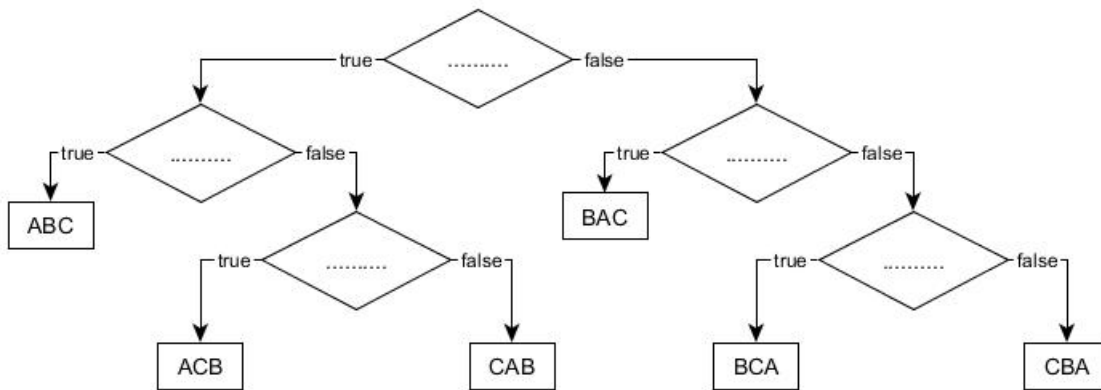 ..........
true
false
..........
..........
true
false
true
false
ABC
BAC
..........
..........
true
false
true
false
ACB
CAB
BCA
CBA